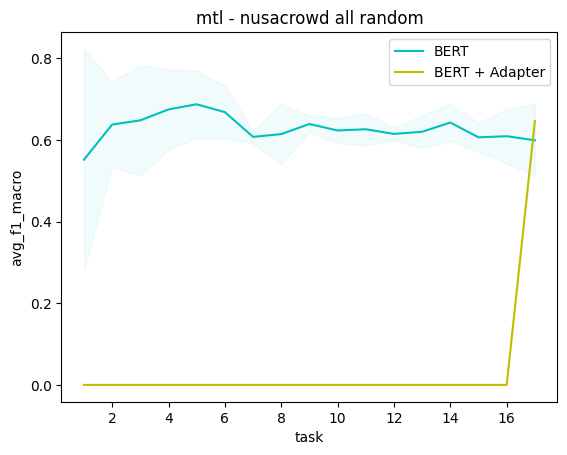 mtl - nusacrowd all random
BERT
BERT + Adapter
avg_f1_macro
0.8
0.6
0.4
0.2
0.0
2 4 6 8 10 12 14 16
task